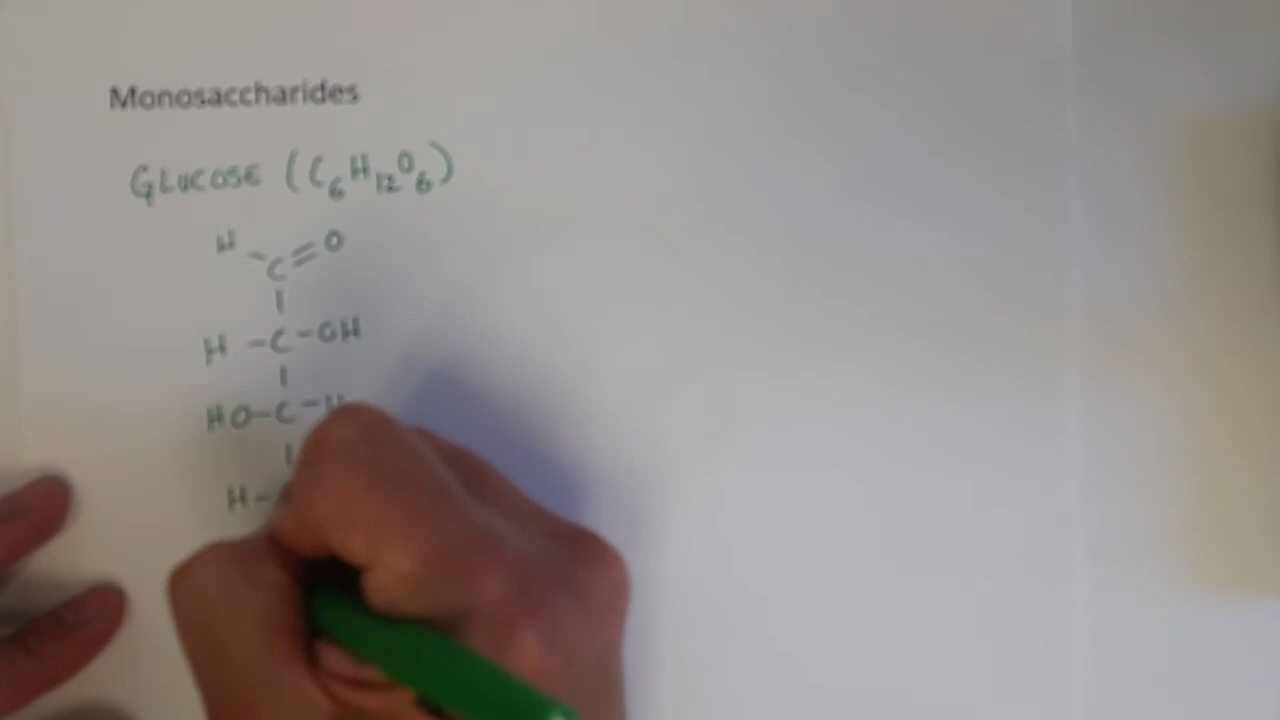 Monosaccharides
GLUCOSE (C6H12O6)
H C=O
H-C-OH
HO-C-H
H-